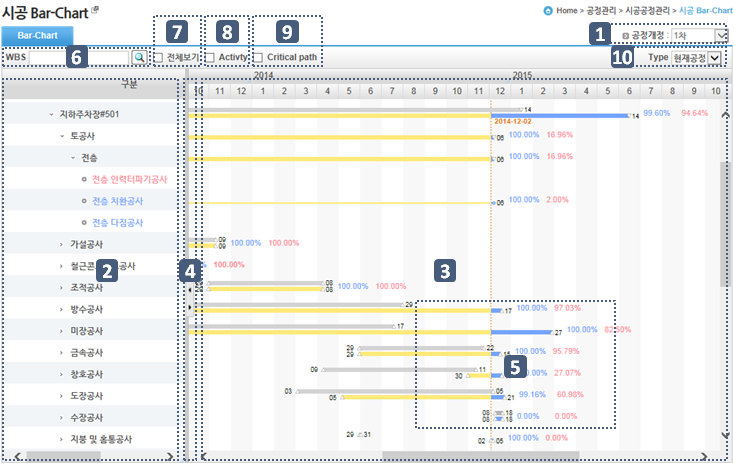 시공 Bar-Chart
Home > 공정관리 > 시공공정관리 > 시공 Bar-Chart
Bar-Chart
7
8
9
1
공정개정 : 1차
WBS
6
전체보기
Activty
Critical path
10
Type 현재공정
구분
2014
2015
10 11 12 1 2 3 4 5 6 7 8 9 10 11 12 1 2 3 4 5 6 7 8 9 10
지하주차장#501
14
14 99.60% 94.64%
2014-12-02
토공사
06 100.00% 16.96%
전층
06 100.00% 16.96%
전층 인력터파기공사
전층 치환공사
06 100.00% 2.00%
전층 다짐공사
가설공사
09
09 100.00% 100.00%
2
공사
100.00%
4
3
조적공사
08
08 100.00% 100.00%
방수공사
29
17 100.00% 97.03%
미장공사
17
27 100.00% 82.50%
금속공사
29 22
29 100.00% 95.79%
5
창호공사
09 11
30 27.07%
도장공사
03 05
05 21 99.16% 60.98%
수장공사
08 18
08 18 0.00% 0.00%
지붕 및 홈통공사
29 31
02 05 100.00% 0.00%